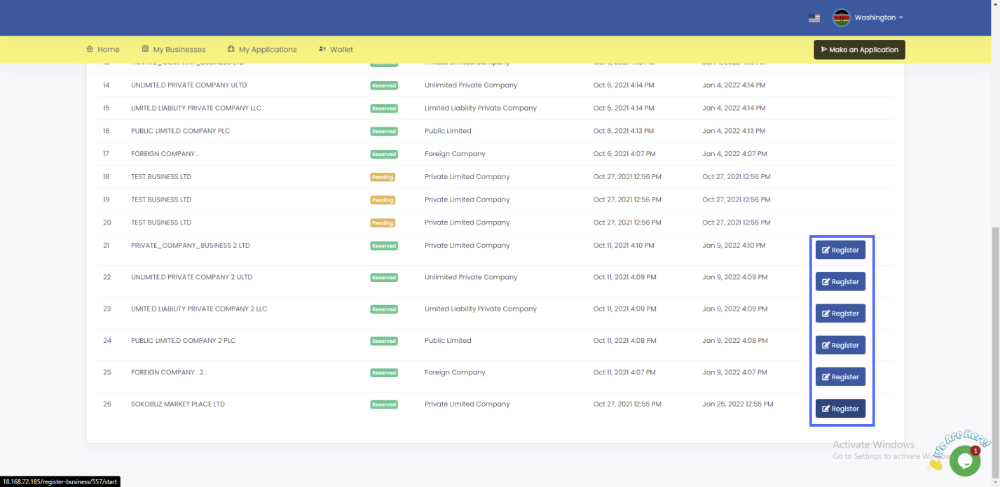 Washington
Home My Businesses My Applications Wallet Make an Application
14 UNLIMITE.D PRIVATE COMPANY ULTD Reserved Unlimited Private Company Oct 6, 2021 4:14 PM Jan 4, 2022 4:14 PM
15 LIMITE.D LIABILITY PRIVATE COMPANY LLC Reserved Limited Liability Private Company Oct 6, 2021 4:14 PM Jan 4, 2022 4:14 PM
16 PUBLIC LIMITE.D COMPANY PLC Reserved Public Limited Oct 6, 2021 4:13 PM Jan 4, 2022 4:13 PM
17 FOREIGN COMPANY . Reserved Foreign Company Oct 6, 2021 4:07 PM Jan 4, 2022 4:07 PM
18 TEST BUSINESS LTD Pending Private Limited Company Oct 27, 2021 12:56 PM Oct 27, 2021 12:56 PM
19 TEST BUSINESS LTD Pending Private Limited Company Oct 27, 2021 12:56 PM Oct 27, 2021 12:56 PM
20 TEST BUSINESS LTD Pending Private Limited Company Oct 27, 2021 12:56 PM Oct 27, 2021 12:56 PM
21 PRIVATE_COMPANY_BUSINESS 2 LTD Reserved Private Limited Company Oct 11, 2021 4:10 PM Jan 9, 2022 4:10 PM Register
22 UNLIMITE.D PRIVATE COMPANY 2 ULTD Reserved Unlimited Private Company Oct 11, 2021 4:09 PM Jan 9, 2022 4:09 PM Register
23 LIMITE.D LIABILITY PRIVATE COMPANY 2 LLC Reserved Limited Liability Private Company Oct 11, 2021 4:09 PM Jan 9, 2022 4:09 PM Register
24 PUBLIC LIMITE.D COMPANY 2 PLC Reserved Public Limited Oct 11, 2021 4:08 PM Jan 9, 2022 4:08 PM Register
25 FOREIGN COMPANY . 2 . Reserved Foreign Company Oct 11, 2021 4:07 PM Jan 9, 2022 4:07 PM Register
26 SOKOBUZ MARKET PLACE LTD Reserved Private Limited Company Oct 27, 2021 12:55 PM Jan 25, 2022 12:55 PM Register
We Are Here!
1
Activate Windows
Go to Settings to activate Windows.
18.168.72.185/register-business/557/start